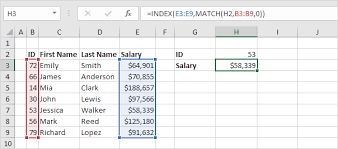 H3 =INDEX(E3:E9,MATCH(H2,B3:B9,0))
A B C D E F G H I
1
2 ID First Name Last Name Salary ID 53
3 72 Emily Smith $64,901 Salary $58,339
4 66 James Anderson $70,855
5 14 Mia Clark $188,657
6 30 John Lewis $97,566
7 53 Jessica Walker $58,339
8 56 Mark Reed $125,180
9 79 Richard Lopez $91,632
10